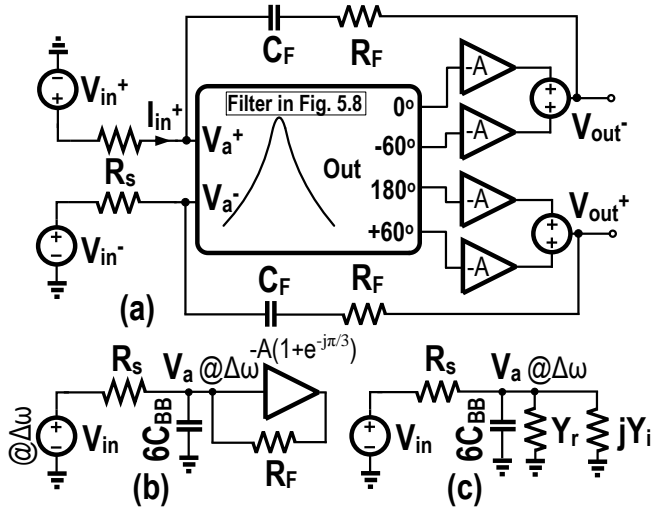 C_F R_F
V_in+
I_in+
R_s
V_a+
V_a-
V_in-
Filter in Fig. 5.8
Out
0°
-60°
180°
+60°
-A
-A
-A
-A
+
+
+
+
V_out-
V_out+
C_F R_F
(a)
-A(1+e^-jπ/3)
R_s V_a @Δω
@Δω
V_in
6C_BB
R_F
(b)
R_s V_a @Δω
V_in
6C_BB
Y_r
jY_i
(c)